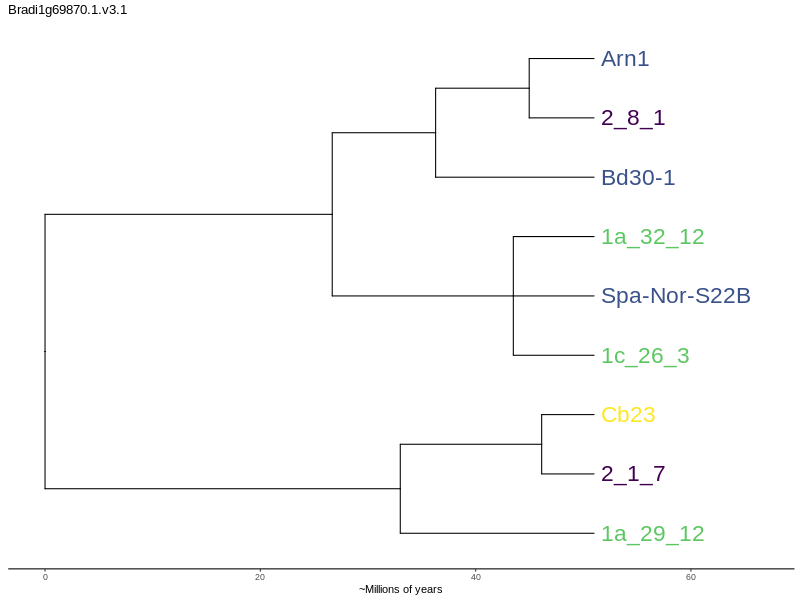 Bradi1g69870.1.v3.1
Arn1
2_8_1
Bd30-1
1a_32_12
Spa-Nor-S22B
1c_26_3
Cb23
2_1_7
1a_29_12
0 20 40 60
~Millions of years